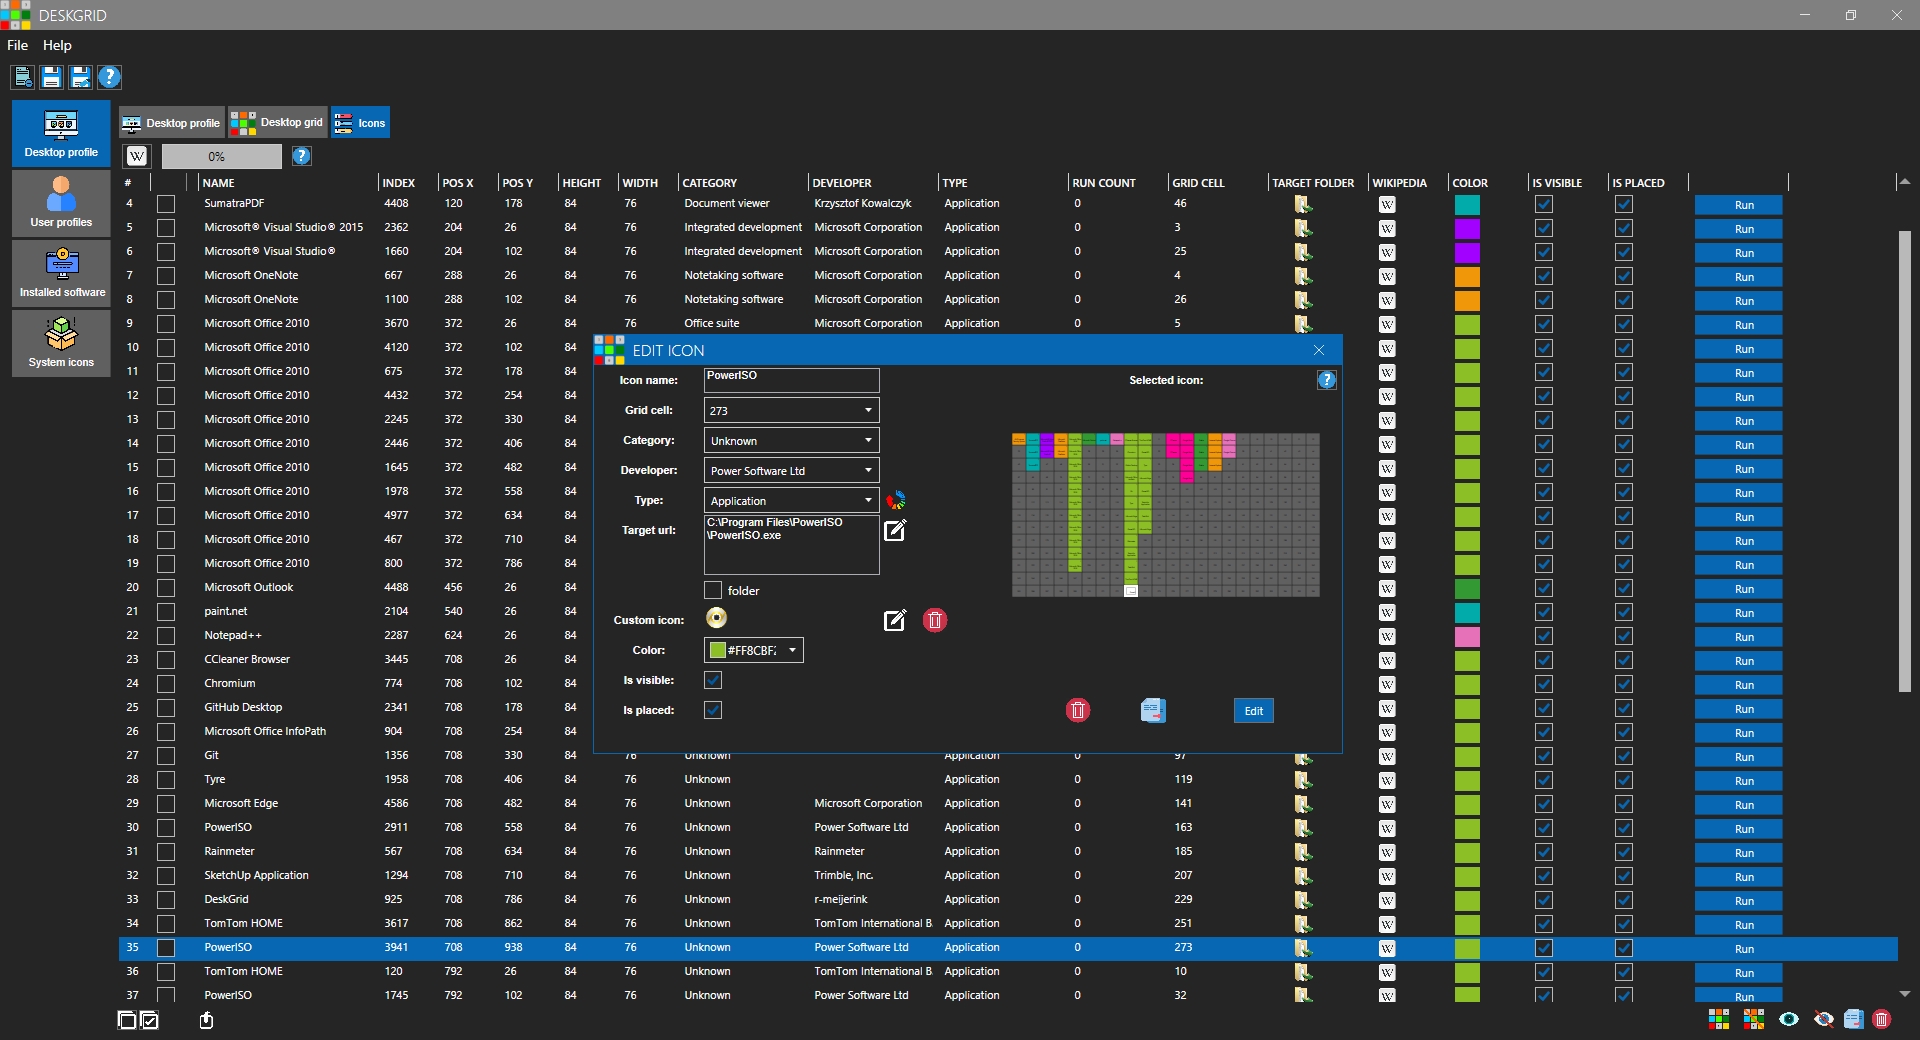 DESKGRID
File Help
Desktop profile Desktop profile Desktop grid Icons
W 0% ?
User profiles
Installed software
System icons
# NAME INDEX POS X POS Y HEIGHT WIDTH CATEGORY DEVELOPER TYPE RUN COUNT GRID CELL TARGET FOLDER WIKIPEDIA COLOR IS VISIBLE IS PLACED
4 SumatraPDF 4408 120 178 84 76 Document viewer Krzysztof Kowalczyk Application 0 46 W Run
5 Microsoft® Visual Studio® 2015 2362 204 26 84 76 Integrated development Microsoft Corporation Application 0 3 W Run
6 Microsoft® Visual Studio® 1660 204 102 84 76 Integrated development Microsoft Corporation Application 0 25 W Run
7 Microsoft OneNote 667 288 26 84 76 Notetaking software Microsoft Corporation Application 0 4 W Run
8 Microsoft OneNote 1100 288 102 84 76 Notetaking software Microsoft Corporation Application 0 26 W Run
9 Microsoft Office 2010 3670 372 26 84 76 Office suite Microsoft Corporation Application 0 5 W Run
10 Microsoft Office 2010 4120 372 102 84 W Run
11 Microsoft Office 2010 675 372 178 84 W Run
12 Microsoft Office 2010 4432 372 254 84 W Run
13 Microsoft Office 2010 2245 372 330 84 W Run
14 Microsoft Office 2010 2446 372 406 84 W Run
15 Microsoft Office 2010 1645 372 482 84 W Run
16 Microsoft Office 2010 1978 372 558 84 W Run
17 Microsoft Office 2010 4977 372 634 84 W Run
18 Microsoft Office 2010 467 372 710 84 W Run
19 Microsoft Office 2010 800 372 786 84 W Run
20 Microsoft Outlook 4488 456 26 84 W Run
21 paint.net 2104 540 26 84 W Run
22 Notepad++ 2287 624 26 84 W Run
23 CCleaner Browser 3445 708 26 84 W Run
24 Chromium 774 708 102 84 W Run
25 GitHub Desktop 2341 708 178 84 W Run
26 Microsoft Office InfoPath 904 708 254 84 W Run
27 Git 1356 708 330 84 76 Unknown Application 0 97 W Run
28 Tyre 1958 708 406 84 76 Unknown Application 0 119 W Run
29 Microsoft Edge 4586 708 482 84 76 Unknown Microsoft Corporation Application 0 141 W Run
30 PowerISO 2911 708 558 84 76 Unknown Power Software Ltd Application 0 163 W Run
31 Rainmeter 567 708 634 84 76 Unknown Rainmeter Application 0 185 W Run
32 SketchUp Application 1294 708 710 84 76 Unknown Trimble, Inc. Application 0 207 W Run
33 DeskGrid 925 708 786 84 76 Unknown r-meijerink Application 0 229 W Run
34 TomTom HOME 3617 708 862 84 76 Unknown TomTom International B. Application 0 251 W Run
35 PowerISO 3941 708 938 84 76 Unknown Power Software Ltd Application 0 273 W Run
36 TomTom HOME 120 792 26 84 76 Unknown TomTom International B. Application 0 10 W Run
37 PowerISO 1745 792 102 84 76 Unknown Power Software Ltd Application 0 32 W Run
EDIT ICON
Icon name: PowerISO Selected icon: ?
Grid cell: 273
Category: Unknown
Developer: Power Software Ltd
Type: Application
Target url: C:\Program Files\PowerISO
\PowerISO.exe
folder
Custom icon:
Color: #FF8CBF2
Is visible:
Is placed:
Edit